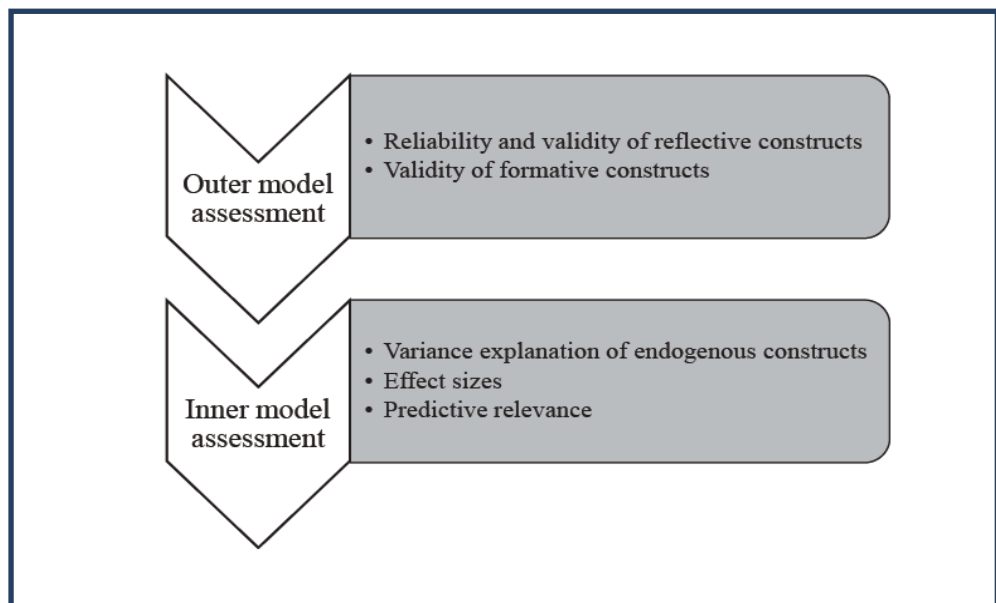 Outer model
assessment
• Reliability and validity of reflective constructs
• Validity of formative constructs
Inner model
assessment
• Variance explanation of endogenous constructs
• Effect sizes
• Predictive relevance